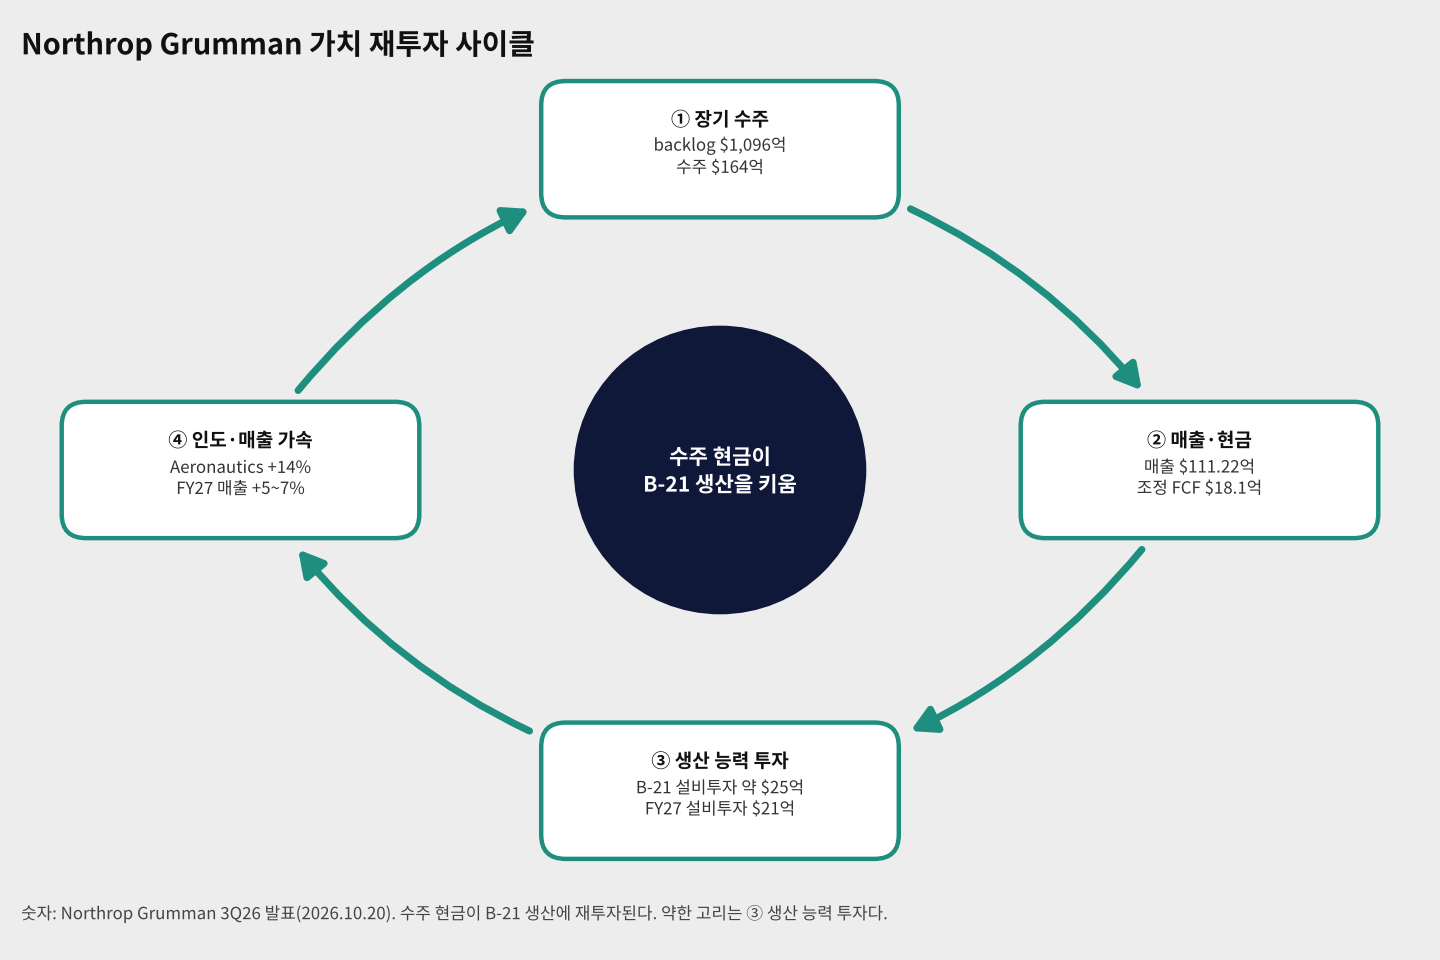 Northrop Grumman 가치 재투자 사이클
① 장기 수주
backlog $1,096억
수주 $164억
④ 인도·매출 가속
Aeronautics +14%
FY27 매출 +5~7%
수주 현금이
B-21 생산을 키움
② 매출·현금
매출 $111.22억
조정 FCF $18.1억
③ 생산 능력 투자
B-21 설비투자 약 $25억
FY27 설비투자 $21억
숫자: Northrop Grumman 3Q26 발표(2026.10.20). 수주 현금이 B-21 생산에 재투자된다. 약한 고리는 ③ 생산 능력 투자다.